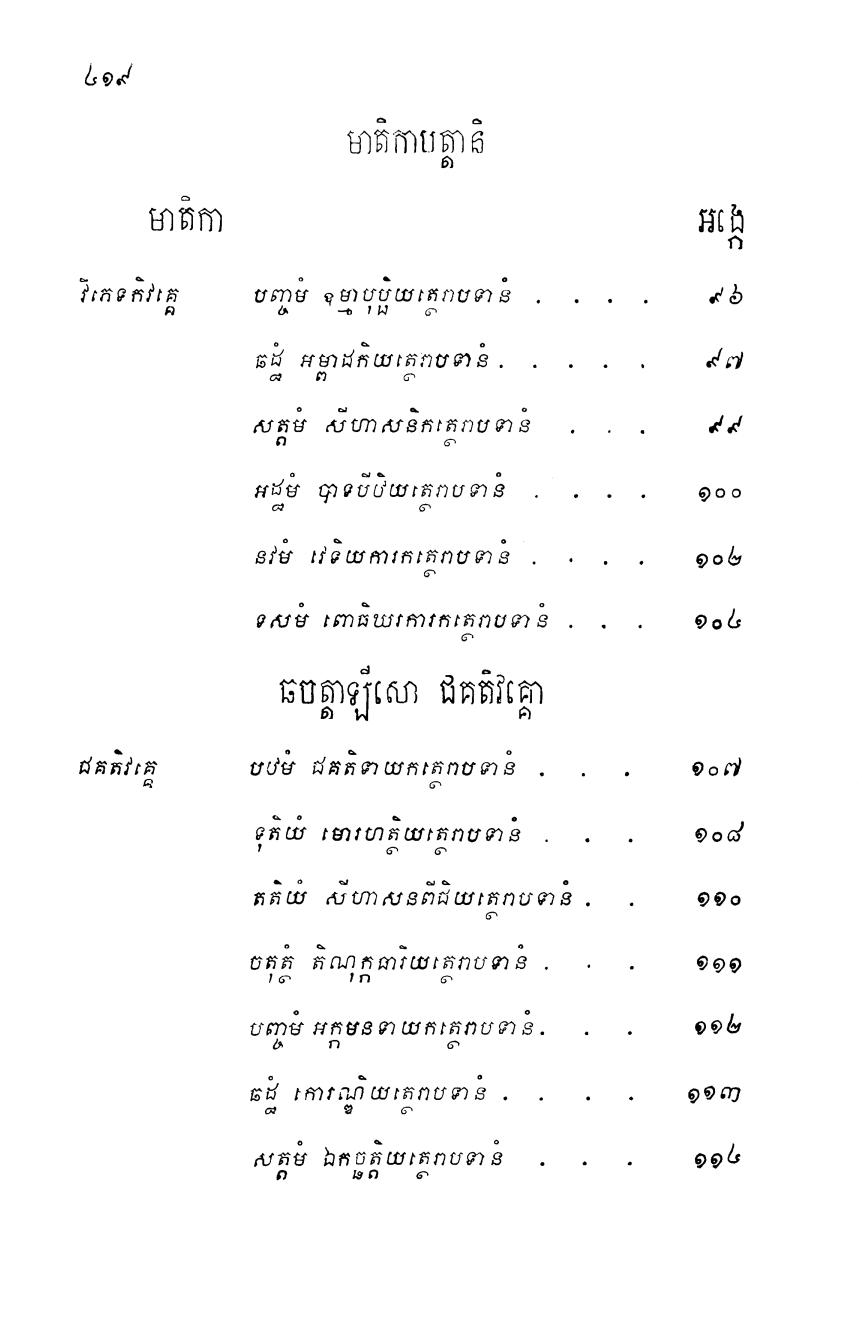 ៤១៩
មាតិកាបត្តានិ
មាតិកា អង្កេ
វិភេទកិវគ្គេ បញ្ចមំ ឧម្មាបុប្ផិយត្ថេរាបទានំ . . . . ៩៦
ឆដ្ឋំ អម្ពាដកិយត្ថេរាបទានំ . . . . . ៩៧
សត្តមំ សីហាសនិកត្ថេរាបទានំ . . . ៩៩
អដ្ឋមំ បាទបីឋិយត្ថេរាបទានំ . . . . ១០០
នវមំ វេទិយការកត្ថេរាបទានំ . . . . ១០២
ទសមំ ពោធិឃរការកត្ថេរាបទានំ . . . ១០៤
ឆចត្តាឡីសោ ជគតិវគ្គោ
ជគតិវគ្គេ បឋមំ ជគតិទាយកត្ថេរាបទានំ . . . ១០៧
ទុតិយំ មោរហត្ថិយត្ថេរាបទានំ . . . ១០៨
តតិយំ សីហាសនពីជិយត្ថេរាបទានំ . . ១១០
ចតុត្ថំ តិណុក្កធារិយត្ថេរាបទានំ . . . ១១១
បញ្ចមំ អក្កមនទាយកត្ថេរាបទានំ . . . ១១២
ឆដ្ឋំ កោរណ្ឌិយត្ថេរាបទានំ . . . . ១១៣
សត្តមំ ឯកច្ឆត្តិយត្ថេរាបទានំ . . . ១១៤